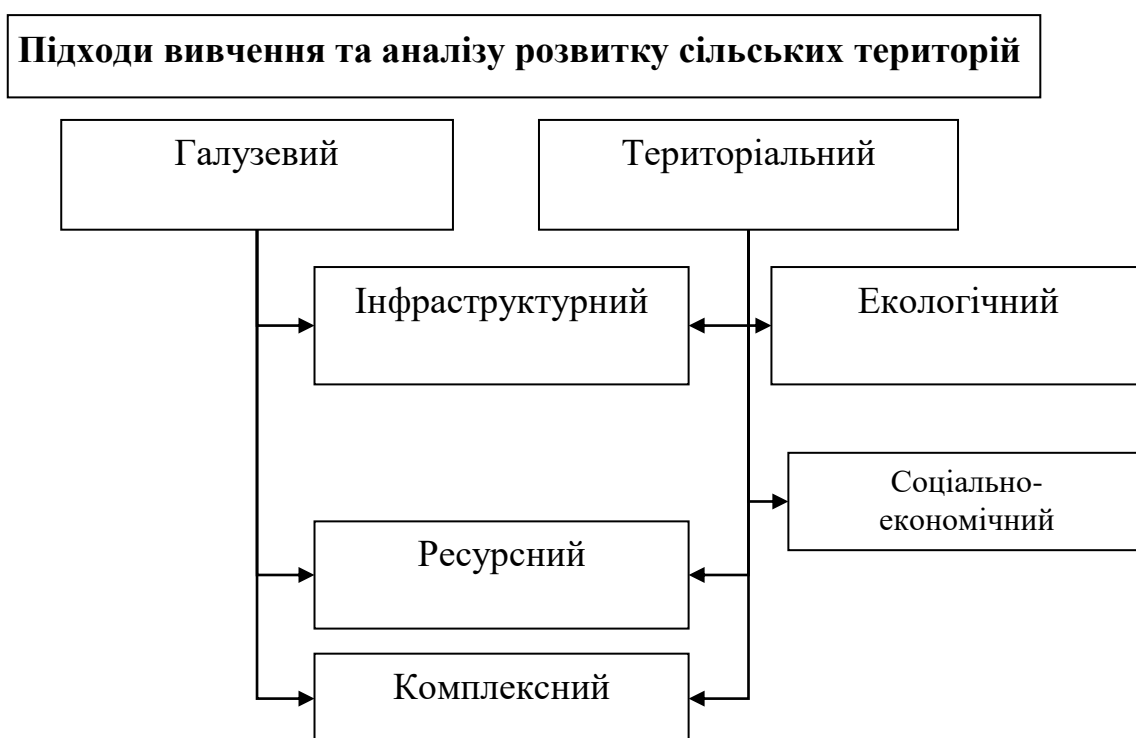 Підходи вивчення та аналізу розвитку сільських територій
Галузевий
Територіальний
Інфраструктурний
Екологічний
Соціально-
економічний
Ресурсний
Комплексний